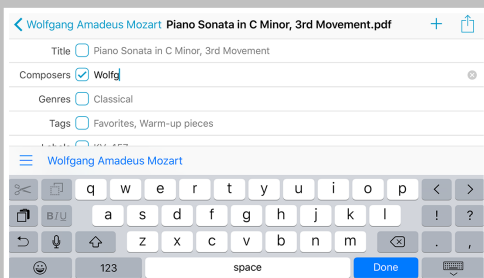 Wolfgang Amadeus Mozart Piano Sonata in C Minor, 3rd Movement.pdf
Title Piano Sonata in C Minor, 3rd Movement
Composers Wolfg
Genres Classical
Tags Favorites, Warm-up pieces
Wolfgang Amadeus Mozart
q w e r t y u i o p < >
B/U a s d f g h j k l ! ?
z x c v b n m . ,
123 space Done